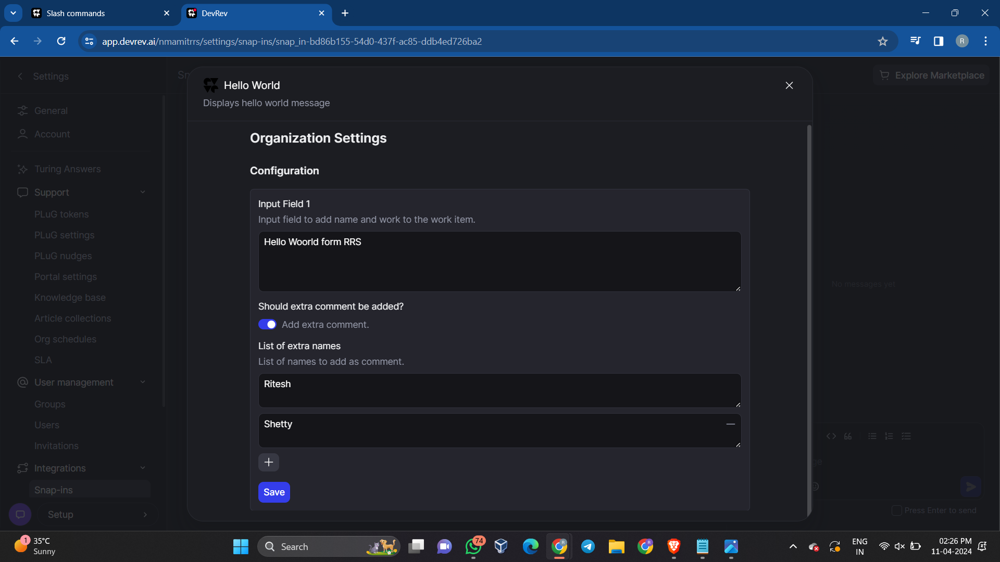 Slash commands
DevRev
app.devrev.ai/nmamitrrs/settings/snap-ins/snap_in-bd86b155-54d0-437f-ac85-ddb4ed726ba2
R
Settings
Sn
Explore Marketplace
Hello World
Displays hello world message
General
Account
Turing Answers
Support
PLuG tokens
PLuG settings
PLuG nudges
Portal settings
Knowledge base
Article collections
Org schedules
SLA
User management
Groups
Users
Invitations
Integrations
Snap-ins
Setup
Organization Settings
Configuration
Input Field 1
Input field to add name and work to the work item.
Hello Woorld form RRS
Should extra comment be added?
Add extra comment.
List of extra names
List of names to add as comment.
Ritesh
Shetty
Save
No messages yet
ge
Press Enter to send
1
35°C
Sunny
Search
74
R
R
ENG
IN
02:26 PM
11-04-2024